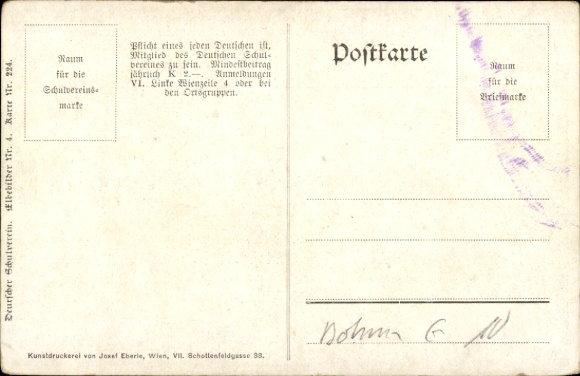 Raum
für die
Schulvereins-
marke
Pflicht eines jeden Deutschen ist,
Mitglied des Deutschen Schul-
vereines zu sein. Mindestbeitrag
jährlich K 2.—. Anmeldungen
VI. Linke Wienzeile 4 oder bei
den Ortsgruppen.
Deutscher Schulverein. Elbebilder Nr. 4. Karte Nr. 224.
Kunstdruckerei von Josef Eberle, Wien, VII. Schottenfeldgasse 38.
Postkarte
Raum
für die
Briefmarke